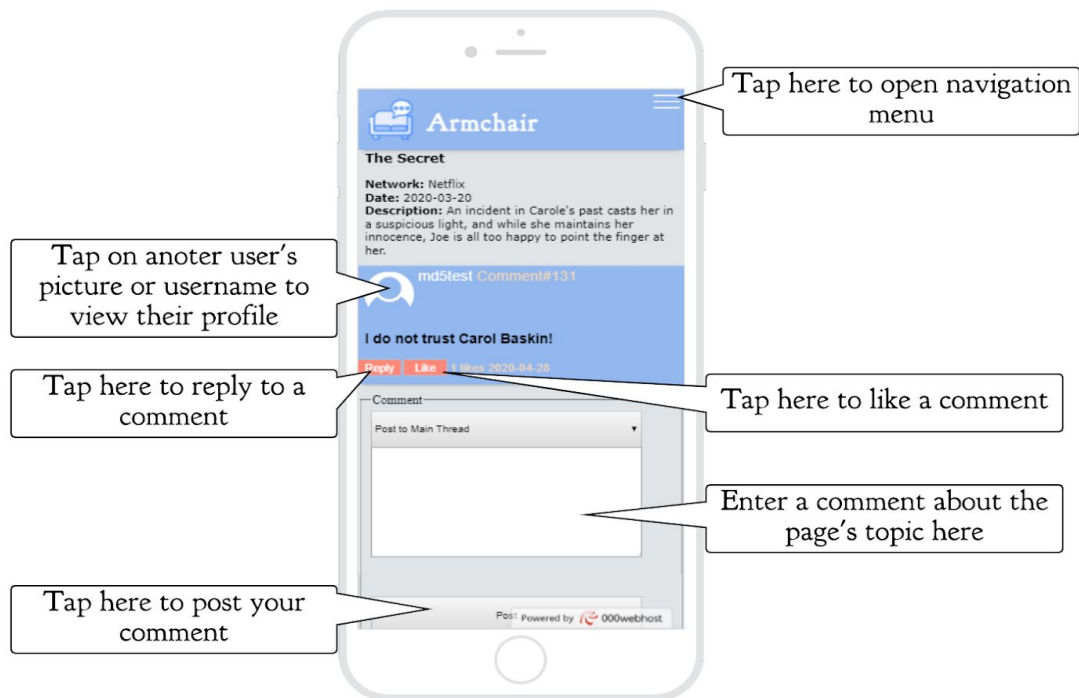 Tap here to open navigation
menu
Armchair
The Secret
Network: Netflix
Date: 2020-03-20
Description: An incident in Carole's past casts her in
a suspicious light, and while she maintains her
innocence, Joe is all too happy to point the finger at
her.
Tap on anoter user's
picture or username to
view their profile
md5test Comment#131
I do not trust Carol Baskin!
Reply Like 1 likes 2020-04-28
Tap here to reply to a
comment
Tap here to like a comment
Comment
Post to Main Thread
Enter a comment about the
page's topic here
Tap here to post your
comment
Post Powered by 000webhost